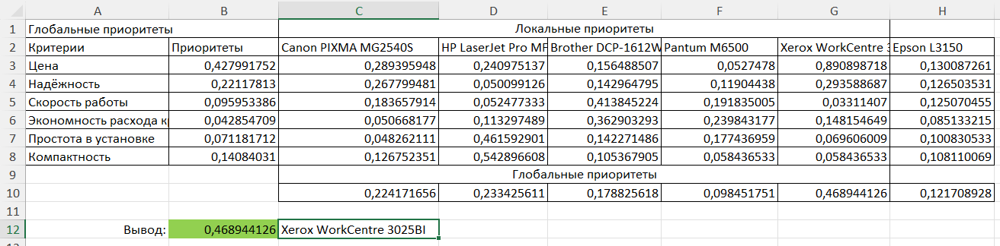 A B C D E F G H
1 Глобальные приоритеты Локальные приоритеты
2 Критерии Приоритеты Canon PIXMA MG2540S HP LaserJet Pro MF Brother DCP-1612W Pantum M6500 Xerox WorkCentre 3 Epson L3150
3 Цена 0,427991752 0,289395948 0,240975137 0,156488507 0,0527478 0,890898718 0,130087261
4 Надёжность 0,22117813 0,267799481 0,050099126 0,142964795 0,11904438 0,293588687 0,126503531
5 Скорость работы 0,095953386 0,183657914 0,052477333 0,413845224 0,191835005 0,03311407 0,125070455
6 Экономность расхода кр 0,042854709 0,050668177 0,113297489 0,362903293 0,239843177 0,148154649 0,085133215
7 Простота в установке 0,071181712 0,048262111 0,461592901 0,142271486 0,177436959 0,069606009 0,100830533
8 Компактность 0,14084031 0,126752351 0,542896608 0,105367905 0,058436533 0,058436533 0,108110069
9 Глобальные приоритеты
10 0,224171656 0,233425611 0,178825618 0,098451751 0,468944126 0,121708928
11
12 Вывод: 0,468944126 Xerox WorkCentre 3025BI